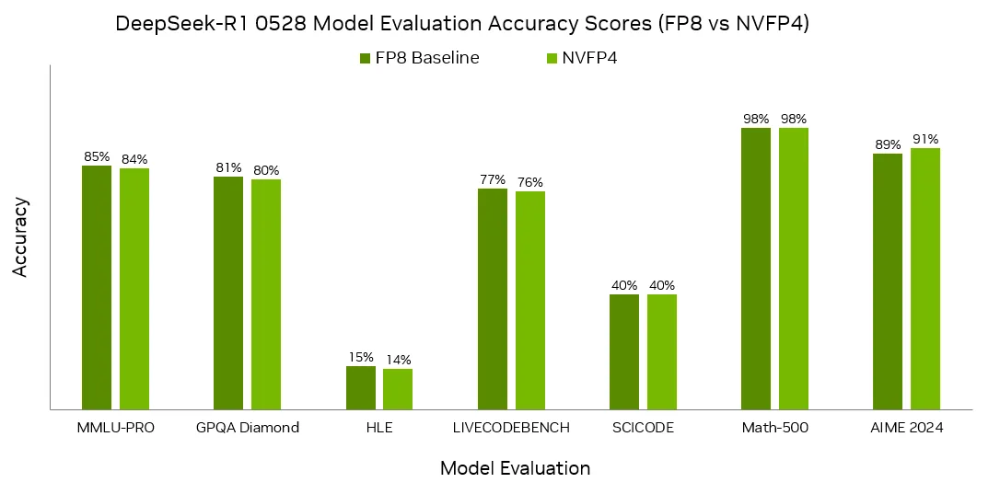 DeepSeek-R1 0528 Model Evaluation Accuracy Scores (FP8 vs NVFP4)
FP8 Baseline NVFP4
Accuracy
85% 84% 81% 80% 15% 14% 77% 76% 40% 40% 98% 98% 89% 91%
MMLU-PRO GPQA Diamond HLE LIVECODEBENCH SCICODE Math-500 AIME 2024
Model Evaluation